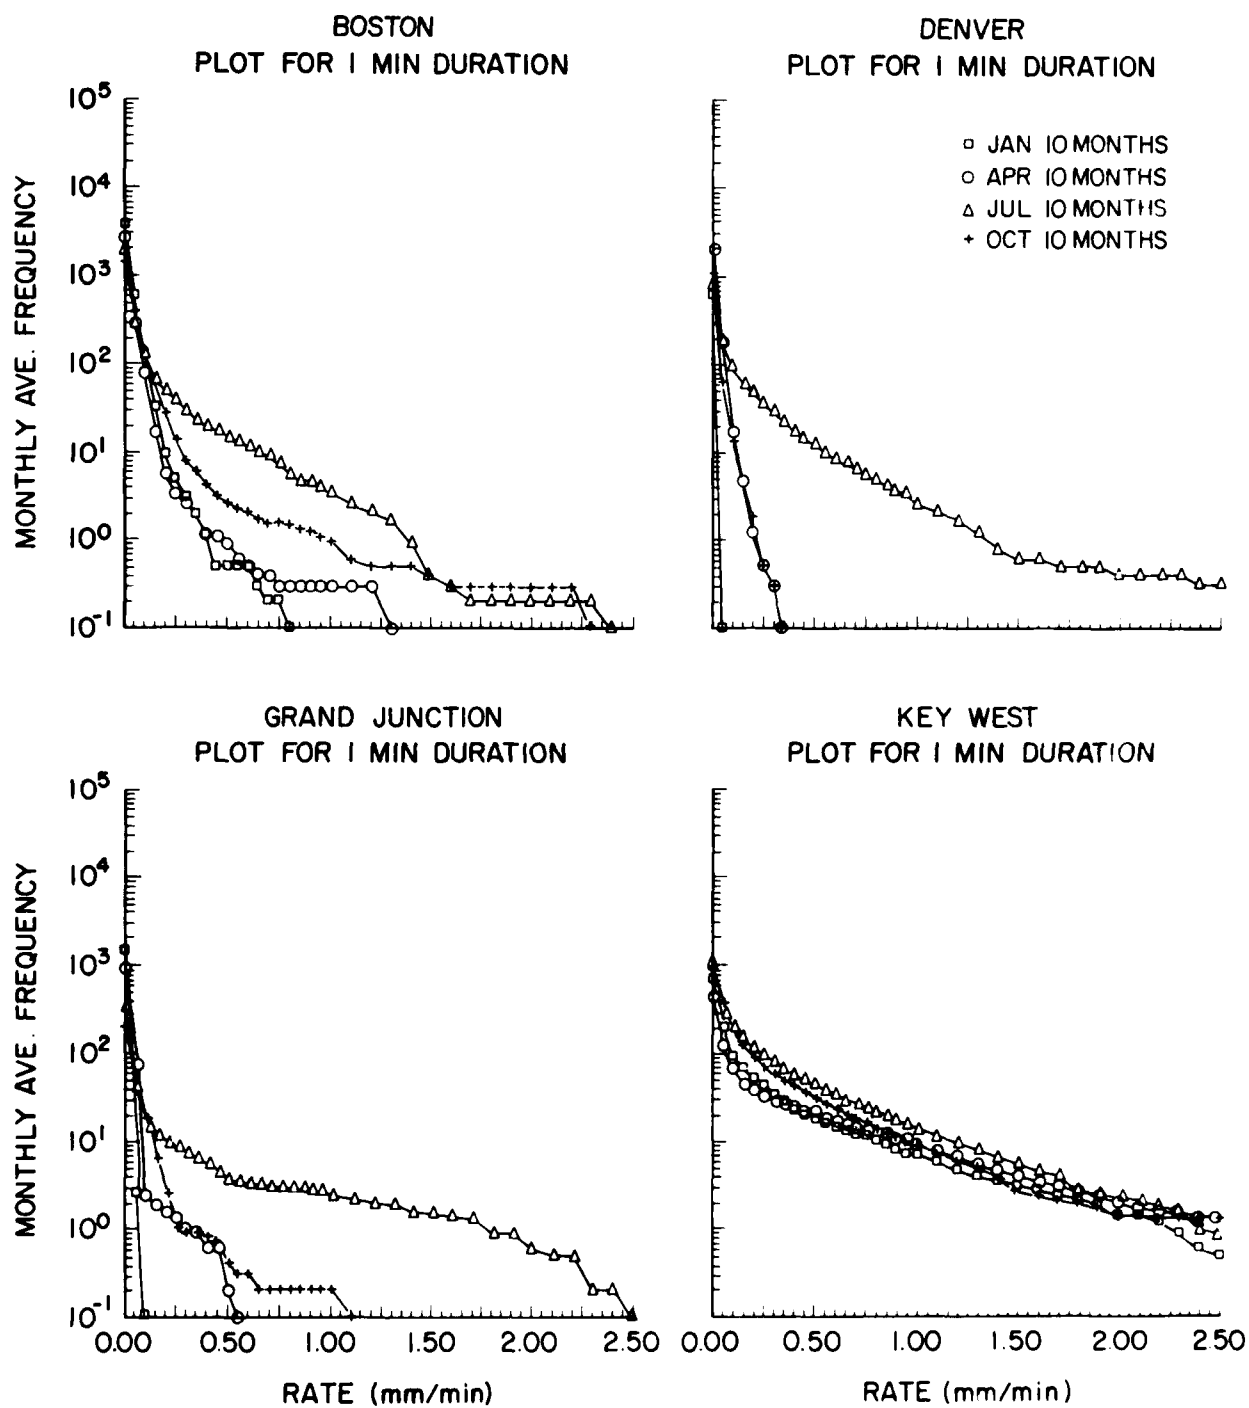 BOSTON
PLOT FOR 1 MIN DURATION
DENVER
PLOT FOR 1 MIN DURATION
MONTHLY AVE. FREQUENCY
10^5
10^4
10^3
10^2
10^1
10^0
10^-1
JAN 10 MONTHS
APR 10 MONTHS
JUL 10 MONTHS
OCT 10 MONTHS
GRAND JUNCTION
PLOT FOR 1 MIN DURATION
KEY WEST
PLOT FOR 1 MIN DURATION
MONTHLY AVE. FREQUENCY
10^5
10^4
10^3
10^2
10^1
10^0
10^-1
0.00 0.50 1.00 1.50 2.00 2.50
0.00 0.50 1.00 1.50 2.00 2.50
RATE (mm/min)
RATE (mm/min)